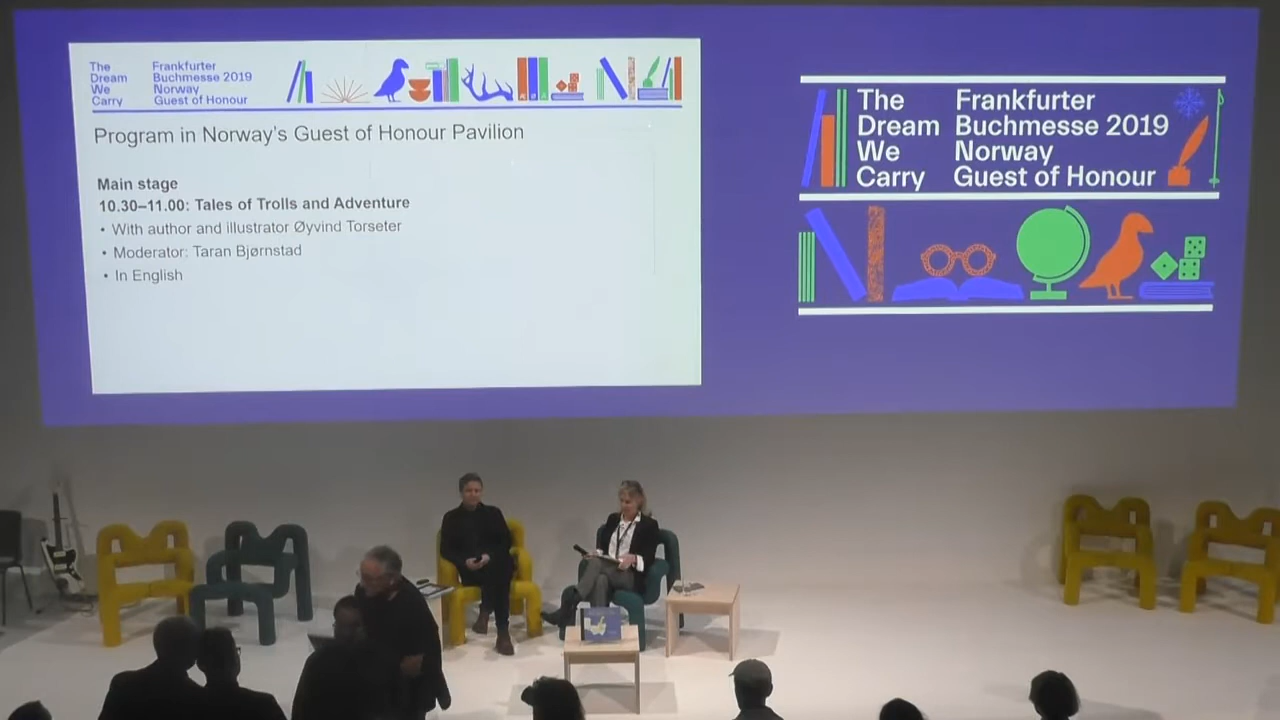 The
Dream
We
Carry
Frankfurter
Buchmesse 2019
Norway
Guest of Honour
Program in Norway's Guest of Honour Pavilion
Main stage
10.30–11.00: Tales of Trolls and Adventure
• With author and illustrator Øyvind Torseter
• Moderator: Taran Bjørnstad
• In English
The
Dream
We
Carry
Frankfurter
Buchmesse 2019
Norway
Guest of Honour